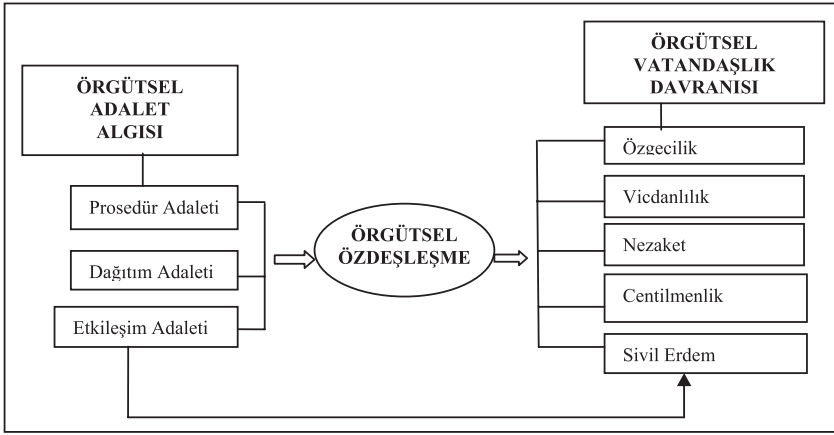 ÖRGÜTSEL
ADALET
ALGISI
Prosedür Adaleti
Dağıtım Adaleti
Etkileşim Adaleti
ÖRGÜTSEL
ÖZDEŞLEŞME
ÖRGÜTSEL
VATANDAŞLIK
DAVRANISI
Özgecilik
Vicdanlılık
Nezaket
Centilmenlik
Sivil Erdem